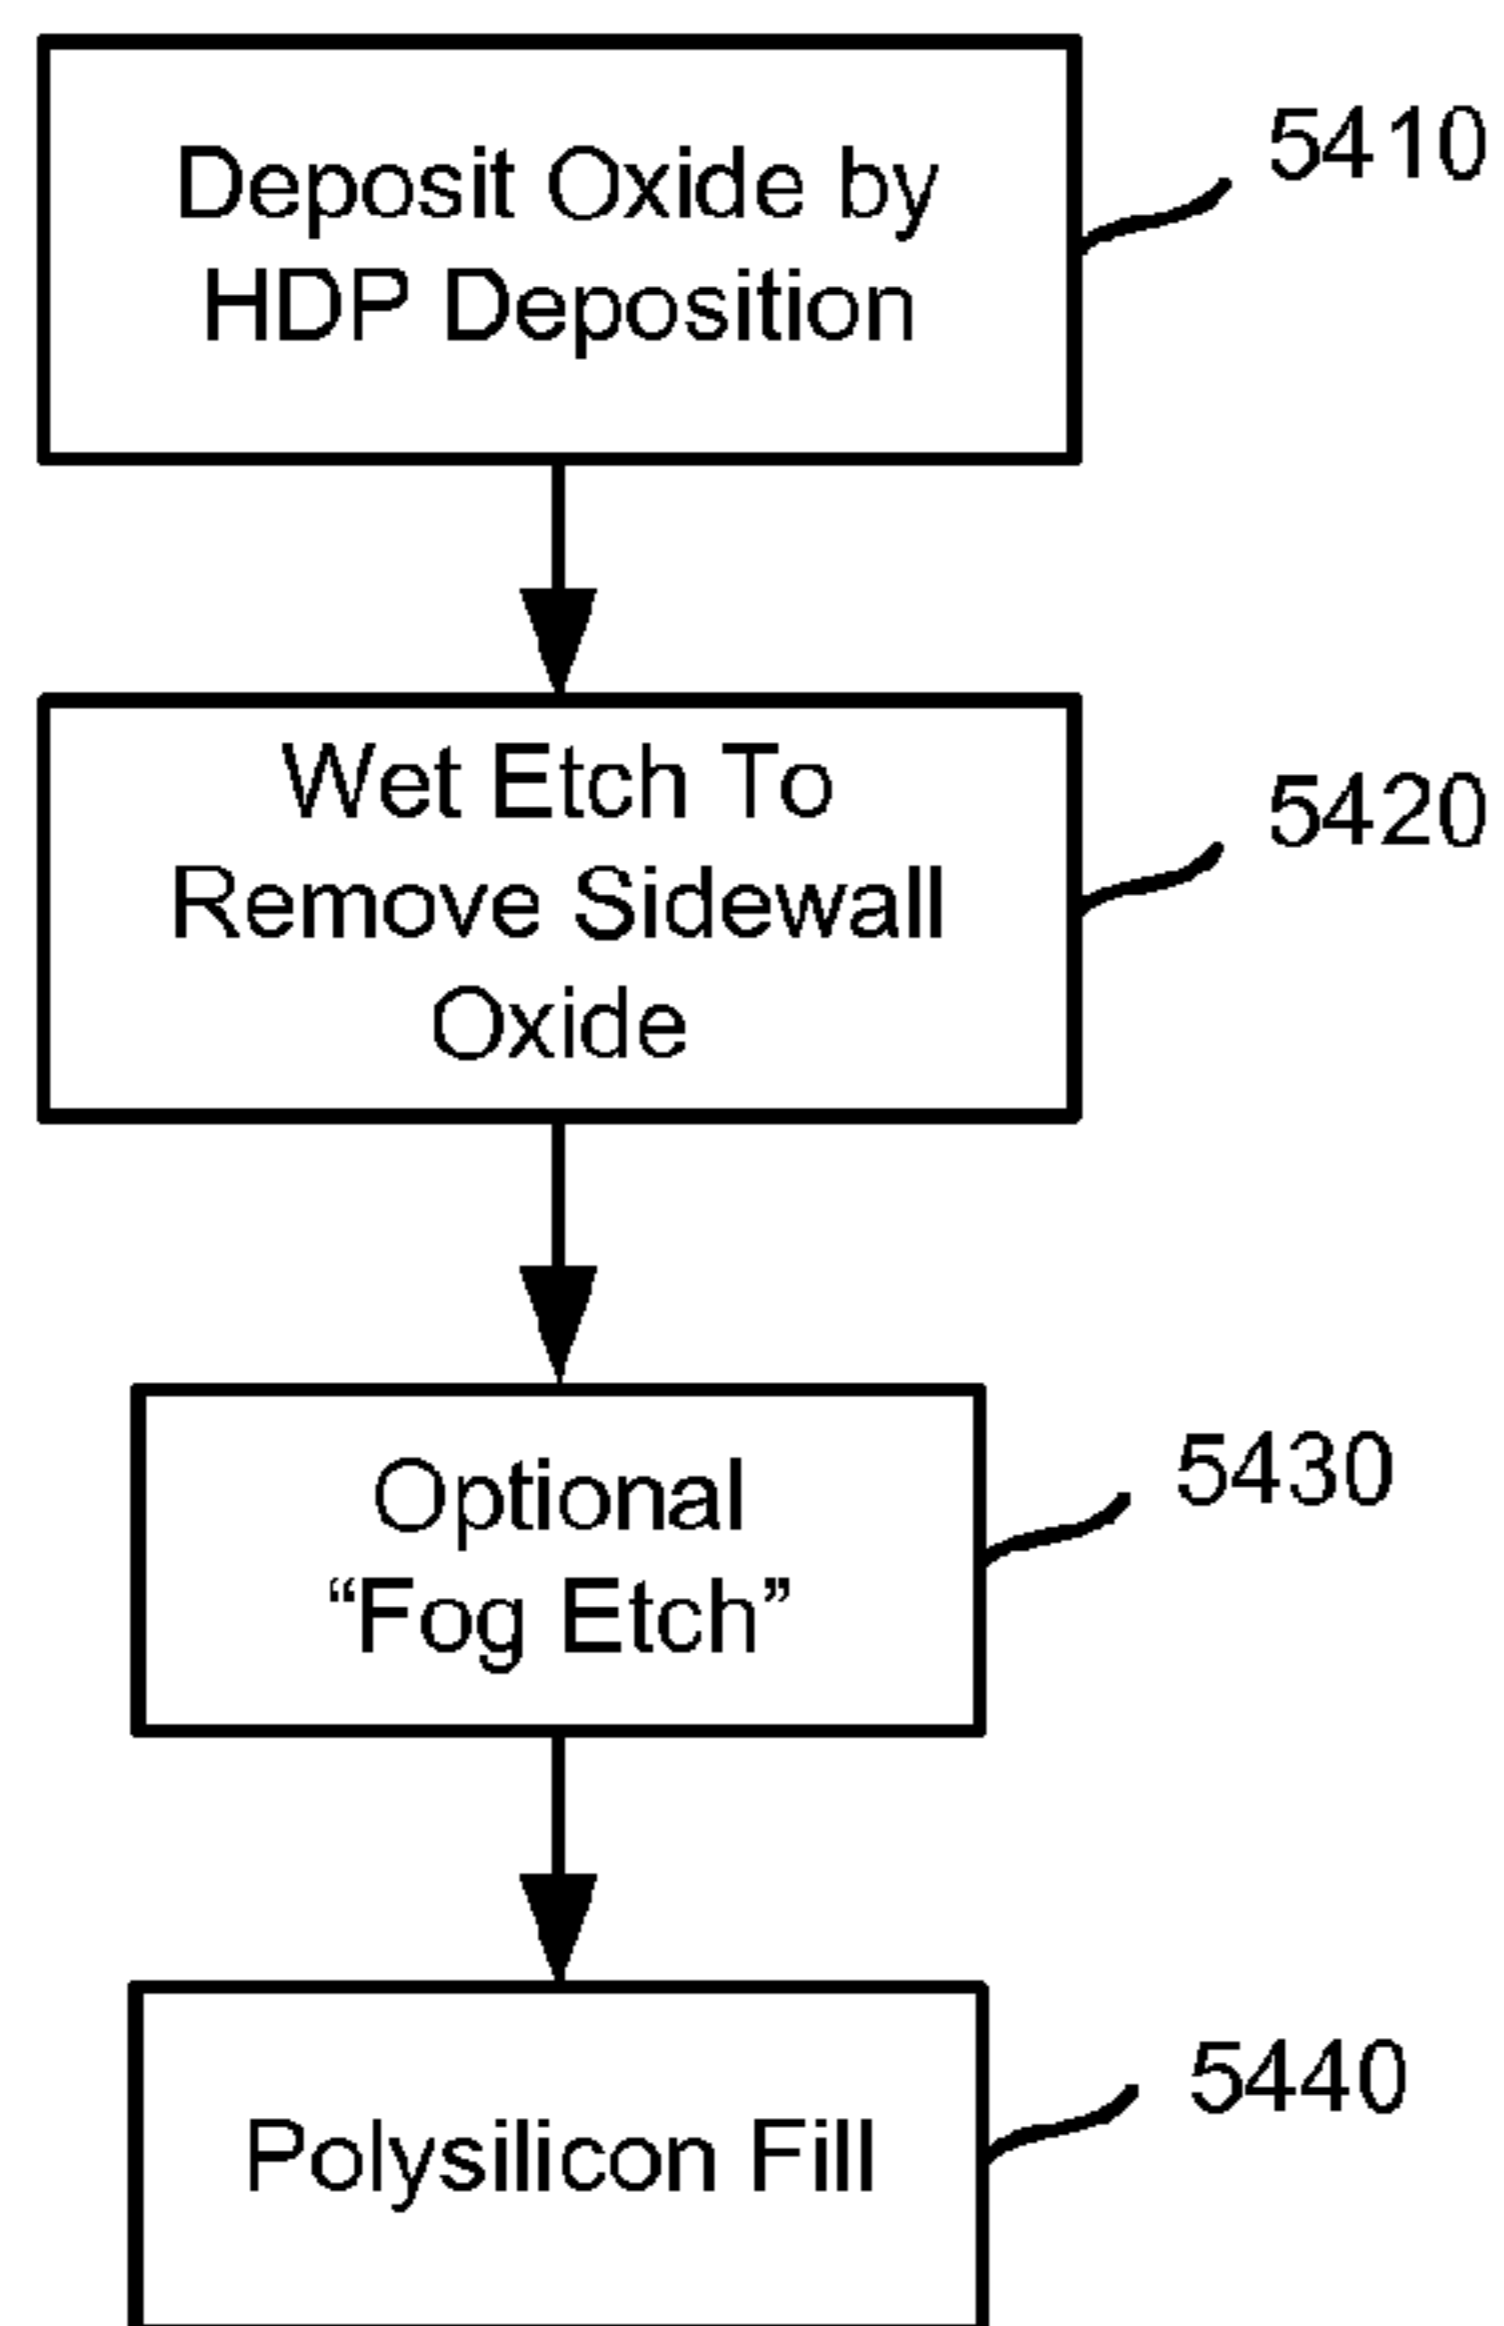 Deposit Oxide by
HDP Deposition
5410
Wet Etch To
Remove Sidewall
Oxide
5420
Optional
“Fog Etch”
5430
Polysilicon Fill
5440